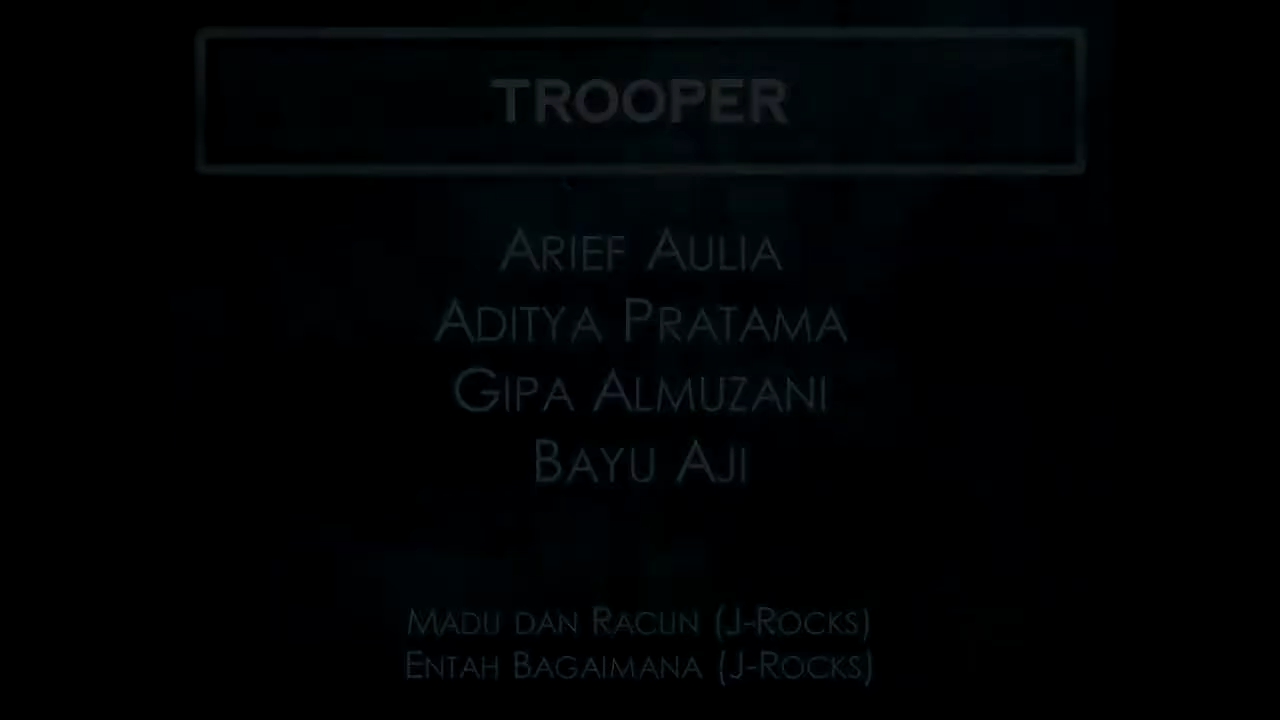 TROOPER
ARIEF AULIA
ADITYA PRATAMA
GIPA ALMUZANI
BAYU AJI
MADU DAN RACUN (J-ROCKS)
ENTAH BAGAIMANA (J-ROCKS)